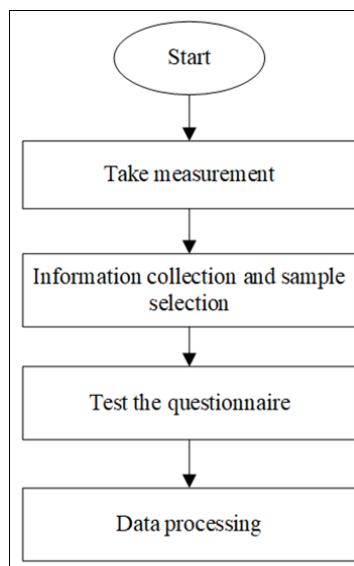 Start
Take measurement
Information collection and sample
selection
Test the questionnaire
Data processing